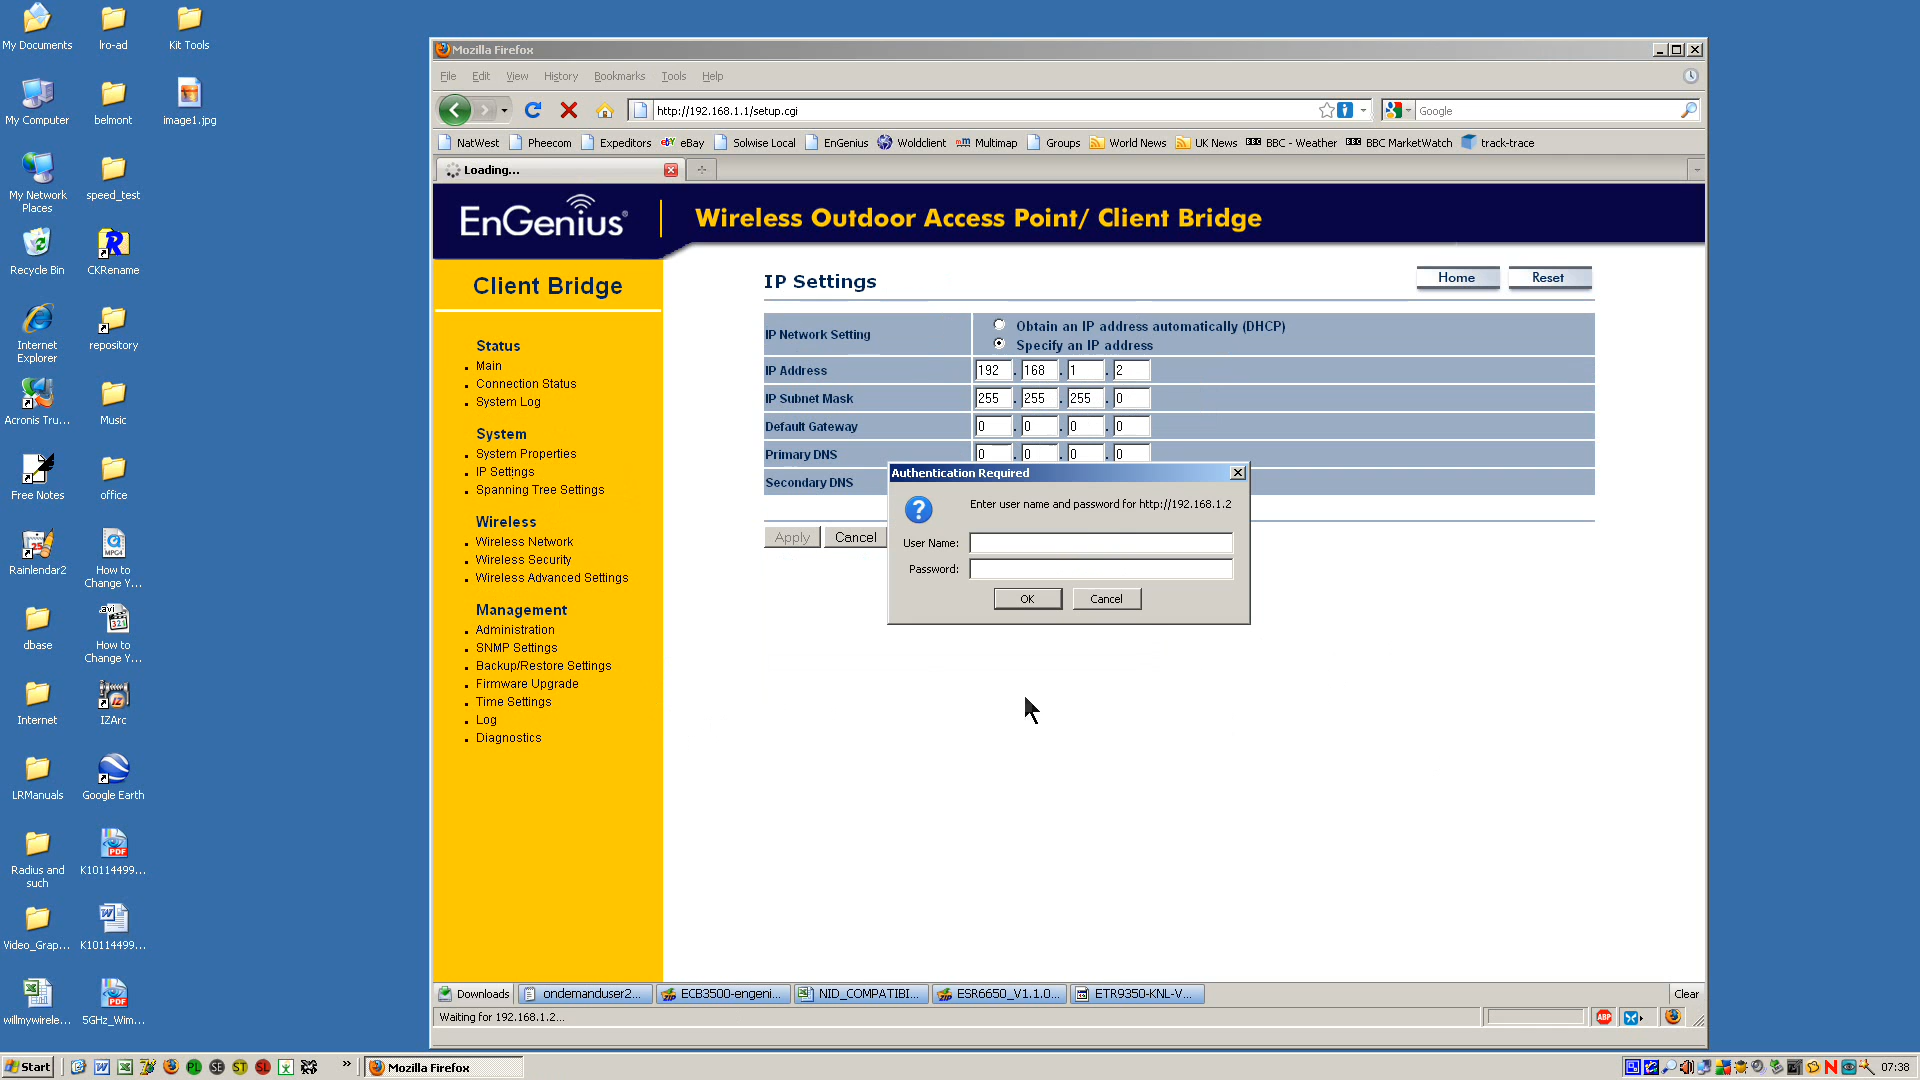 My Documents
lro-ad
Kit Tools
My Computer
belmont
image1.jpg
My Network
Places
speed_test
Recycle Bin
CKRename
Internet
Explorer
repository
Acronis Tru...
Music
Free Notes
office
Rainlendar2
How to
Change Y...
dbase
How to
Change Y...
Internet
IZArc
LRManuals
Google Earth
Radius and
such
K10114499...
Video_Grap...
K10114499...
willmywirele...
5GHz_Wim...
Mozilla Firefox
File Edit View History Bookmarks Tools Help
http://192.168.1.1/setup.cgi
Google
NatWest Pheecom Expeditors eBay Solwise Local EnGenius Woldclient Multimap Groups World News UK News BBC - Weather BBC MarketWatch track-trace
Loading...
EnGenius® Wireless Outdoor Access Point/ Client Bridge
Client Bridge
Status
Main
Connection Status
System Log
System
System Properties
IP Settings
Spanning Tree Settings
Wireless
Wireless Network
Wireless Security
Wireless Advanced Settings
Management
Administration
SNMP Settings
Backup/Restore Settings
Firmware Upgrade
Time Settings
Log
Diagnostics
IP Settings
Home Reset
IP Network Setting
Obtain an IP address automatically (DHCP)
Specify an IP address
IP Address 192 . 168 . 1 . 2
IP Subnet Mask 255 . 255 . 255 . 0
Default Gateway 0 . 0 . 0 . 0
Primary DNS 0 . 0 . 0 . 0
Secondary DNS
Apply Cancel
Authentication Required
Enter user name and password for http://192.168.1.2
User Name:
Password:
OK Cancel
Downloads ondemanduser2... ECB3500-engeni... NID_COMPATIBI... ESR6650_V1.1.0... ETR9350-KNL-V... Clear
Waiting for 192.168.1.2...
ABP
Start
PL SE ST SL
»
Mozilla Firefox
07:38